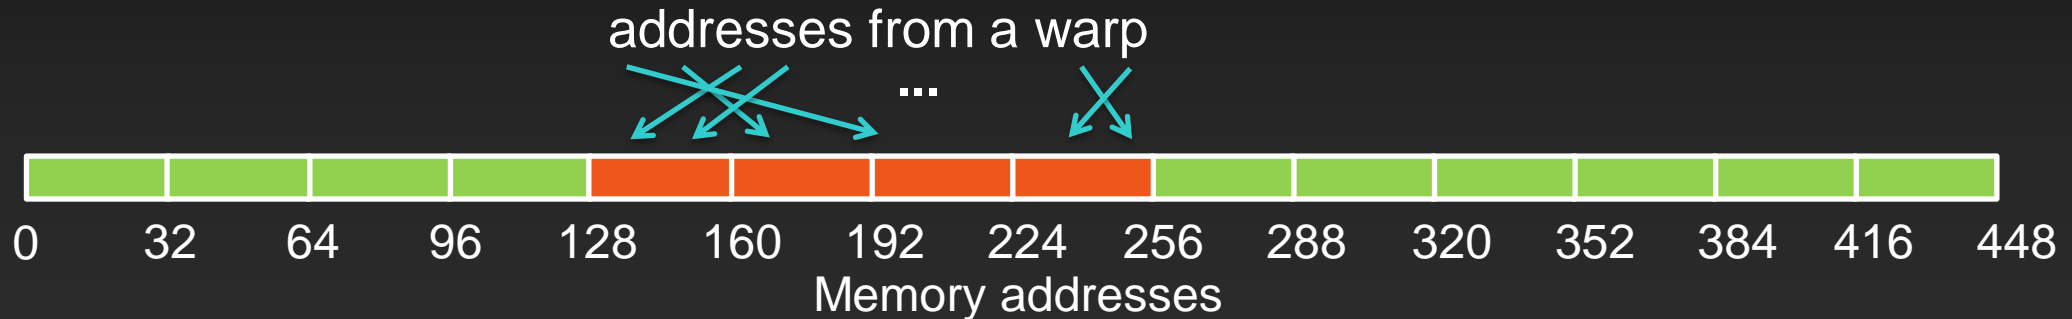 addresses from a warp
...
0 32 64 96 128 160 192 224 256 288 320 352 384 416 448
Memory addresses